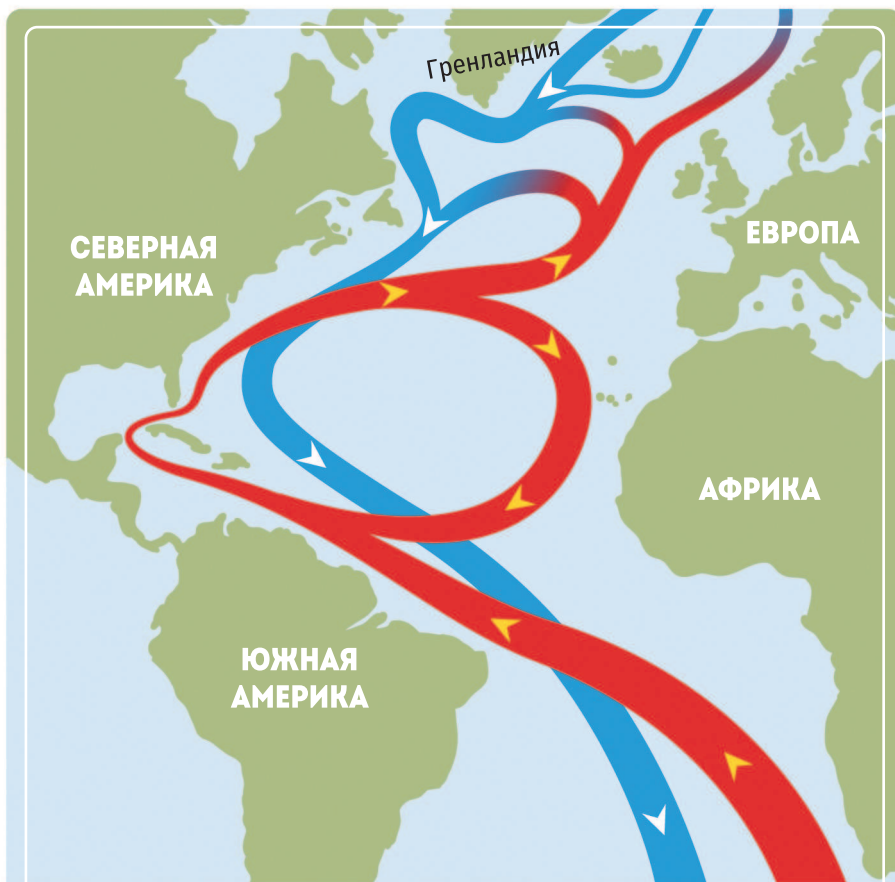 Гренландия
СЕВЕРНАЯ
АМЕРИКА
ЕВРОПА
АФРИКА
ЮЖНАЯ
АМЕРИКА